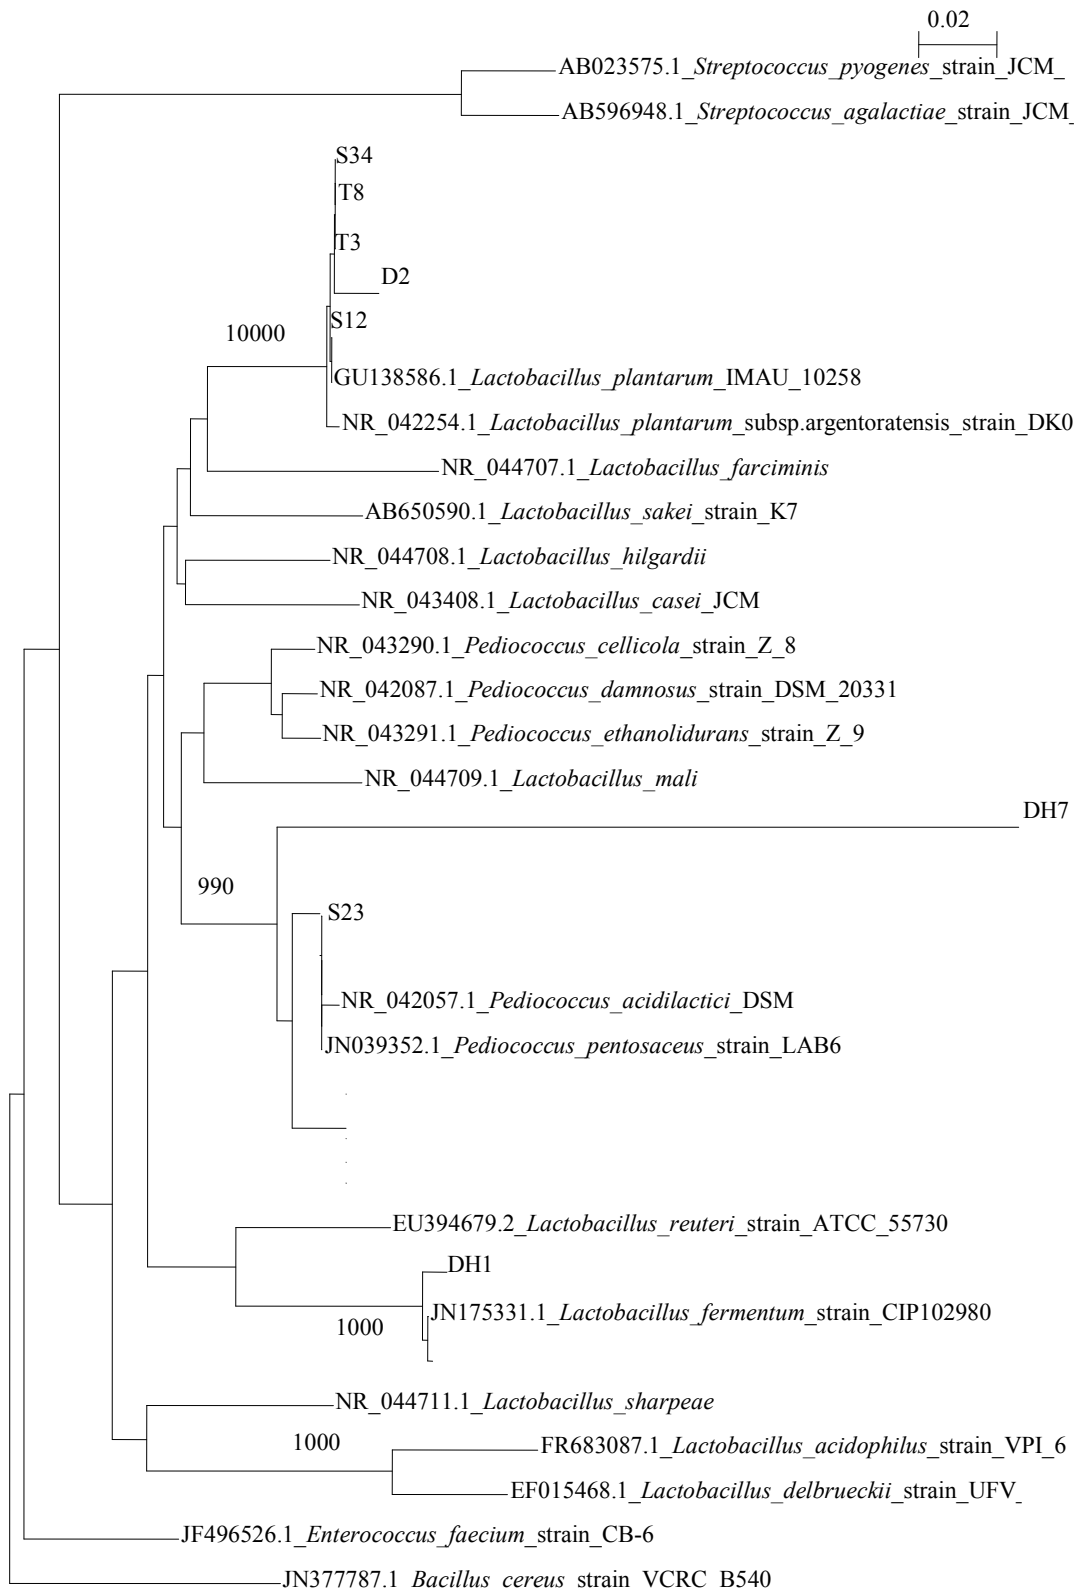 0.02
AB023575.1_Streptococcus_pyogenes_strain_JCM_
AB596948.1_Streptococcus_agalactiae_strain_JCM_
S34
T8
T3
D2
S12
10000
GU138586.1_Lactobacillus_plantarum_IMAU_10258
NR_042254.1_Lactobacillus_plantarum_subsp.argentoratensis_strain_DK0
NR_044707.1_Lactobacillus_farciminis
AB650590.1_Lactobacillus_sakei_strain_K7
NR_044708.1_Lactobacillus_hilgardii
NR_043408.1_Lactobacillus_casei_JCM
NR_043290.1_Pediococcus_cellicola_strain_Z_8
NR_042087.1_Pediococcus_damnosus_strain_DSM_20331
NR_043291.1_Pediococcus_ethanolidurans_strain_Z_9
NR_044709.1_Lactobacillus_mali
DH7
990
S23
NR_042057.1_Pediococcus_acidilactici_DSM
JN039352.1_Pediococcus_pentosaceus_strain_LAB6
EU394679.2_Lactobacillus_reuteri_strain_ATCC_55730
DH1
JN175331.1_Lactobacillus_fermentum_strain_CIP102980
1000
NR_044711.1_Lactobacillus_sharpeae
1000
FR683087.1_Lactobacillus_acidophilus_strain_VPI_6
EF015468.1_Lactobacillus_delbrueckii_strain_UFV_
JF496526.1_Enterococcus_faecium_strain_CB-6
JN377787.1_Bacillus_cereus_strain_VCRC_B540